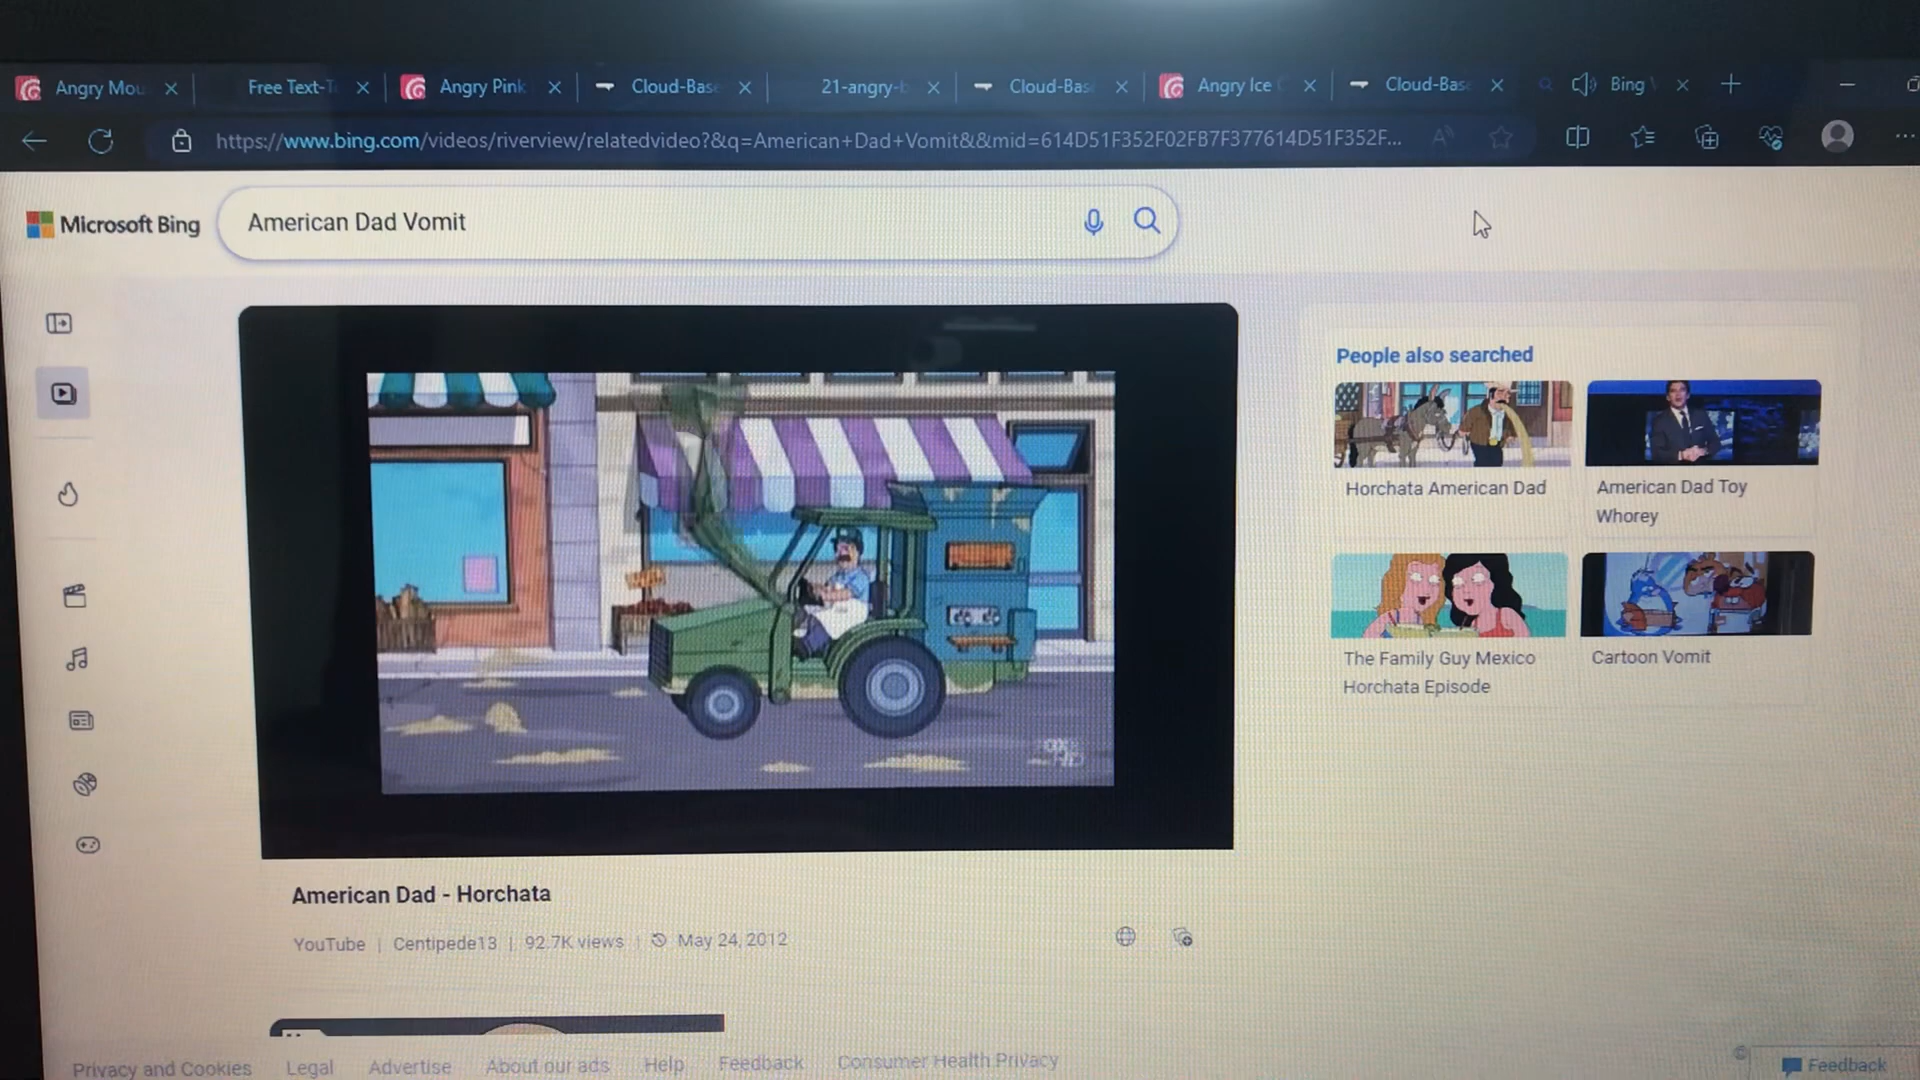 Angry Mou
Free Text-T
Angry Pink
Cloud-Base
21-angry-b
Cloud-Bas
Angry Ice
Cloud-Base
Bing
https://www.bing.com/videos/riverview/relatedvideo?&q=American+Dad+Vomit&&mid=614D51F352F02FB7F377614D51F352F...
Microsoft Bing
American Dad Vomit
People also searched
Horchata American Dad
American Dad Toy
Whorey
The Family Guy Mexico
Horchata Episode
Cartoon Vomit
HD
American Dad - Horchata
YouTube | Centipede13 | 92.7K views | May 24, 2012
Privacy and Cookies
Legal
Advertise
About our ads
Help
Feedback
Consumer Health Privacy
Feedback